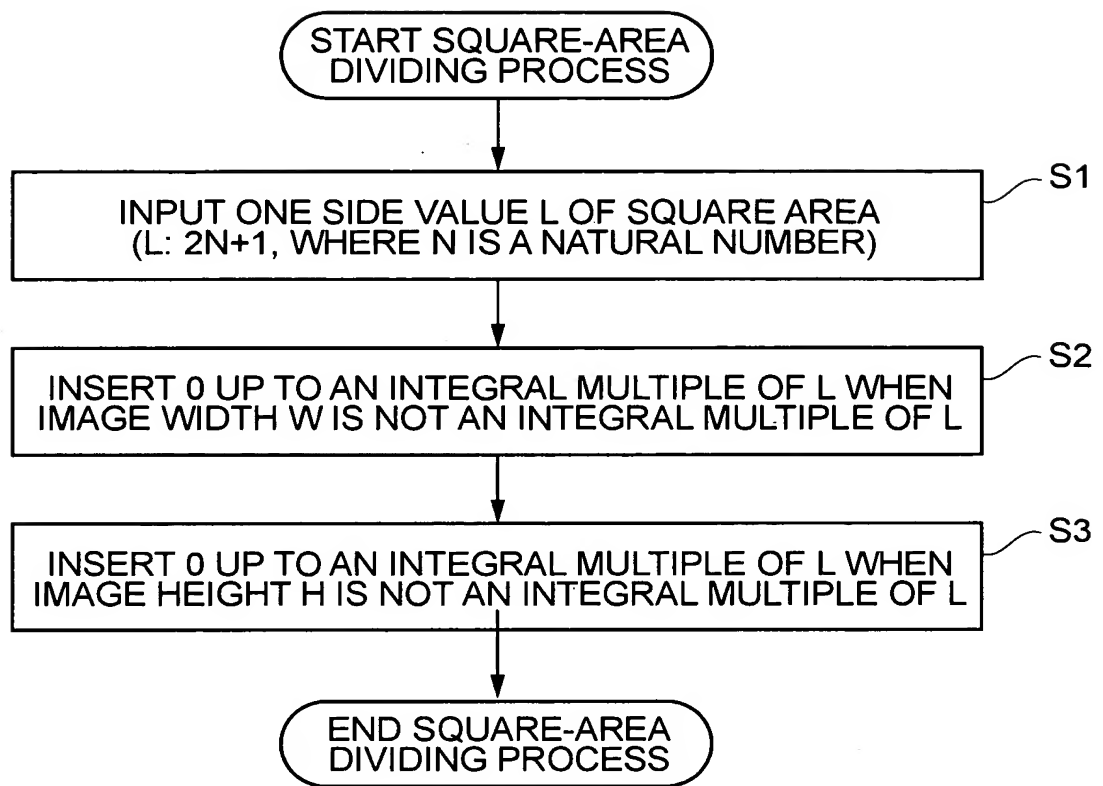 START SQUARE-AREA
DIVIDING PROCESS
S1
INPUT ONE SIDE VALUE L OF SQUARE AREA
(L: 2N+1, WHERE N IS A NATURAL NUMBER)
S2
INSERT 0 UP TO AN INTEGRAL MULTIPLE OF L WHEN
IMAGE WIDTH W IS NOT AN INTEGRAL MULTIPLE OF L
S3
INSERT 0 UP TO AN INTEGRAL MULTIPLE OF L WHEN
IMAGE HEIGHT H IS NOT AN INTEGRAL MULTIPLE OF L
END SQUARE-AREA
DIVIDING PROCESS